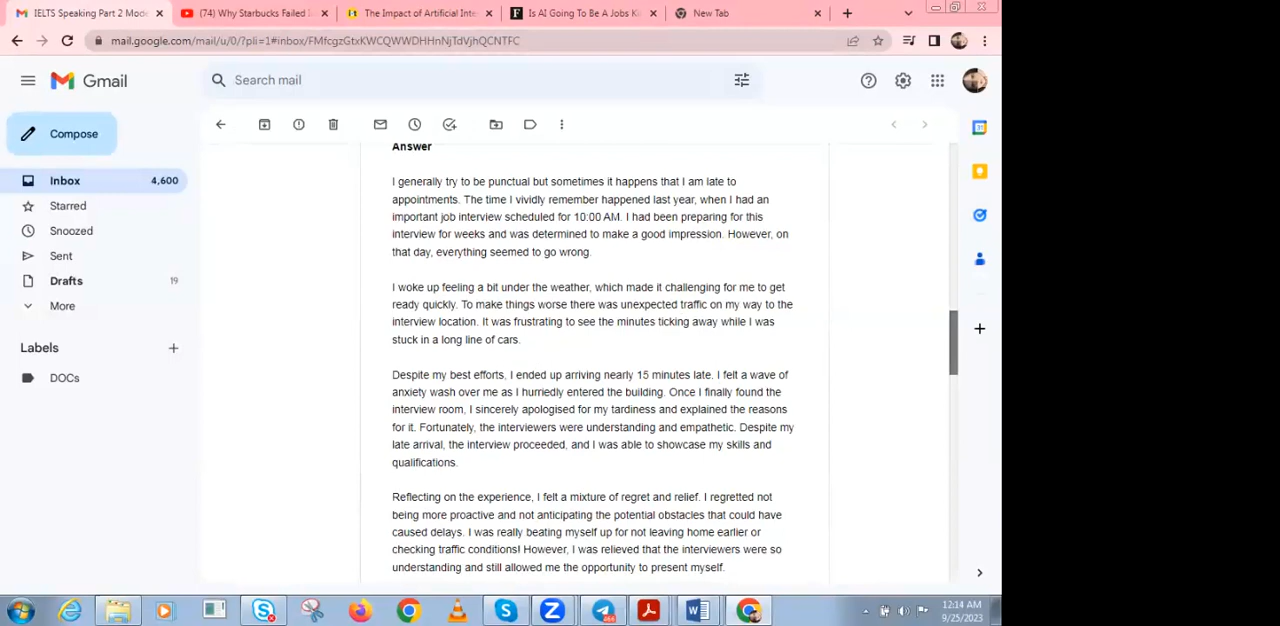 IELTS Speaking Part 2 Mode
(74) Why Starbucks Failed I
The Impact of Artificial Inte
Is AI Going To Be A Jobs Ki
New Tab
mail.google.com/mail/u/0/?pli=1#inbox/FMfcgzGtxKWCQWWDHHnNjTdVjhQCNTFC
Gmail
Search mail
Compose
Inbox 4,600
Starred
Snoozed
Sent
Drafts 19
More
Labels
DOCs
Answer
I generally try to be punctual but sometimes it happens that I am late to
appointments. The time I vividly remember happened last year, when I had an
important job interview scheduled for 10:00 AM. I had been preparing for this
interview for weeks and was determined to make a good impression. However, on
that day, everything seemed to go wrong.
I woke up feeling a bit under the weather, which made it challenging for me to get
ready quickly. To make things worse there was unexpected traffic on my way to the
interview location. It was frustrating to see the minutes ticking away while I was
stuck in a long line of cars.
Despite my best efforts, I ended up arriving nearly 15 minutes late. I felt a wave of
anxiety wash over me as I hurriedly entered the building. Once I finally found the
interview room, I sincerely apologised for my tardiness and explained the reasons
for it. Fortunately, the interviewers were understanding and empathetic. Despite my
late arrival, the interview proceeded, and I was able to showcase my skills and
qualifications.
Reflecting on the experience, I felt a mixture of regret and relief. I regretted not
being more proactive and not anticipating the potential obstacles that could have
caused delays. I was really beating myself up for not leaving home earlier or
checking traffic conditions! However, I was relieved that the interviewers were so
understanding and still allowed me the opportunity to present myself.
12:14 AM
9/25/2023